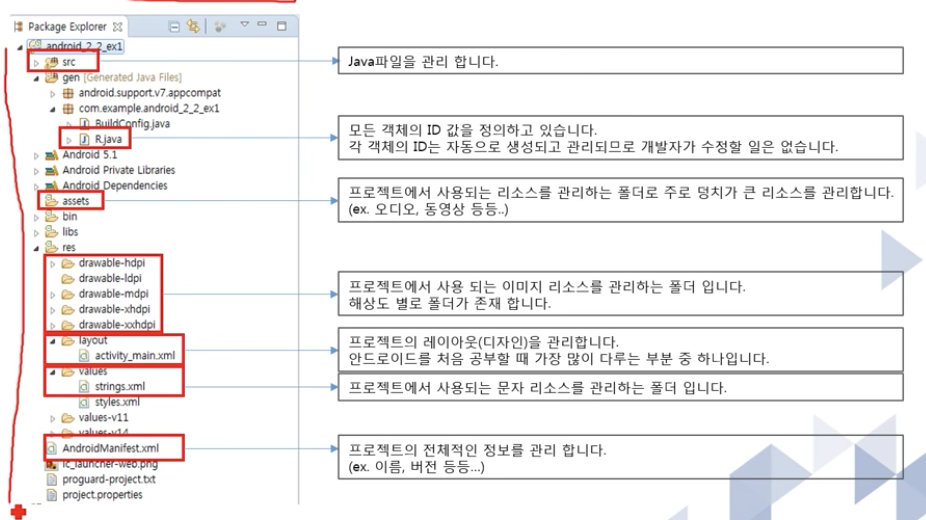 Package Explorer
android_2_2_ex1
src
Java파일을 관리 합니다.
gen [Generated Java Files]
android.support.v7.appcompat
com.example.android_2_2_ex1
BuildConfig.java
R.java
모든 객체의 ID 값을 정의하고 있습니다.
각 객체의 ID는 자동으로 생성되고 관리되므로 개발자가 수정할 일은 없습니다.
Android 5.1
Android Private Libraries
Android Dependencies
assets
프로젝트에서 사용되는 리소스를 관리하는 폴더로 주로 덩치가 큰 리소스를 관리합니다.
(ex. 오디오, 동영상 등등..)
bin
libs
res
drawable-hdpi
drawable-ldpi
drawable-mdpi
drawable-xhdpi
drawable-xxhdpi
프로젝트에서 사용 되는 이미지 리소스를 관리하는 폴더 입니다.
해상도 별로 폴더가 존재 합니다.
layout
activity_main.xml
프로젝트의 레이아웃(디자인)을 관리합니다.
안드로이드를 처음 공부할 때 가장 많이 다루는 부분 중 하나입니다.
values
strings.xml
프로젝트에서 사용되는 문자 리소스를 관리하는 폴더 입니다.
styles.xml
values-v11
values-v14
AndroidManifest.xml
프로젝트의 전체적인 정보를 관리 합니다.
(ex. 이름, 버전 등등...)
ic_launcher-web.png
proguard-project.txt
project.properties